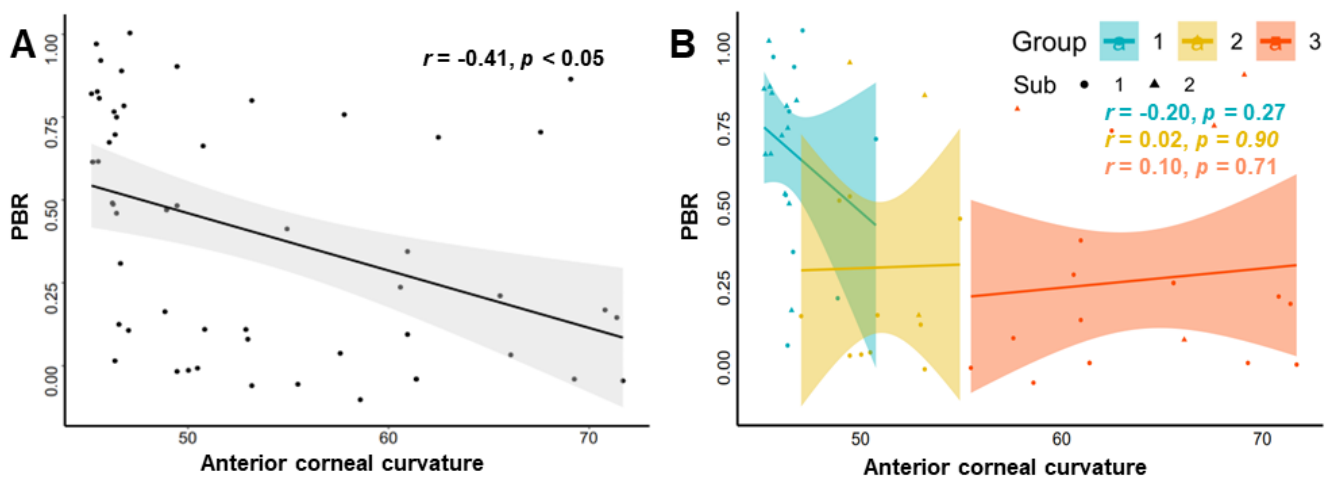 A
r = -0.41, p < 0.05
PBR
1.00
0.75
0.50
0.25
0.00
50 60 70
Anterior corneal curvature
B
Group a 1 a 2 a 3
Sub 1 2
r = -0.20, p = 0.27
r = 0.02, p = 0.90
r = 0.10, p = 0.71
PBR
1.00
0.75
0.50
0.25
0.00
50 60 70
Anterior corneal curvature